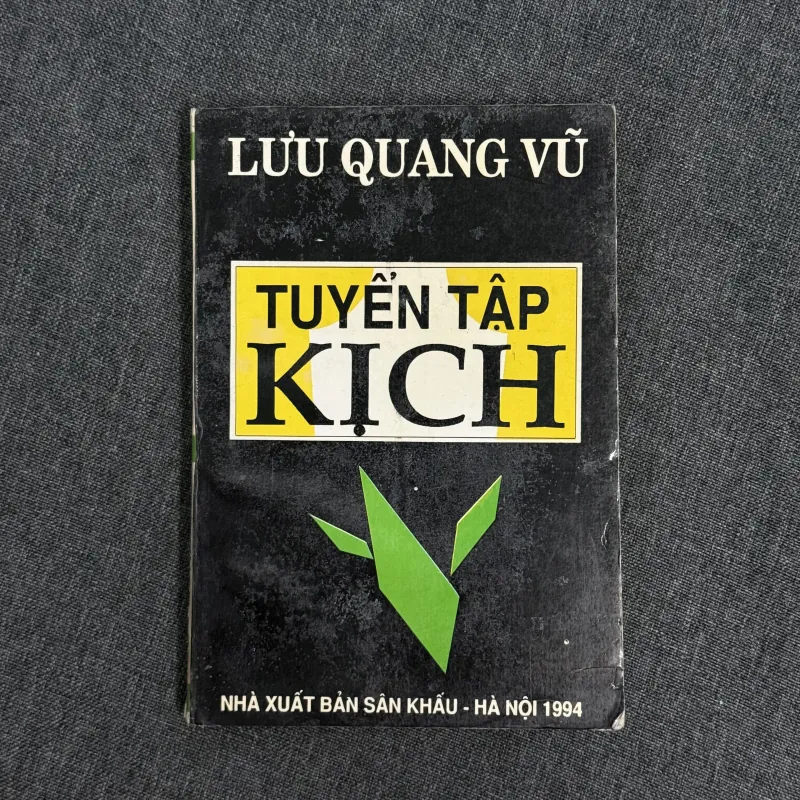 LƯU QUANG VŨ
TUYỂN TẬP
KỊCH
NHÀ XUẤT BẢN SÂN KHẤU - HÀ NỘI 1994